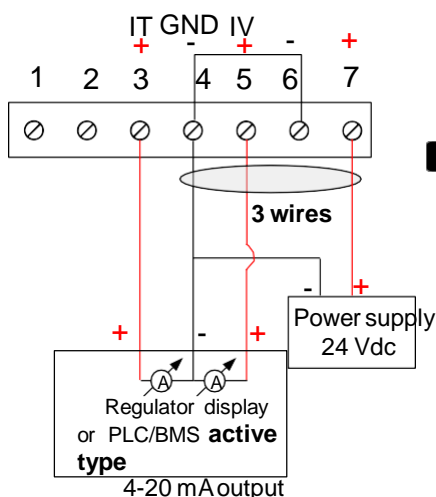 IT GND IV
+ - + - +
1 2 3 4 5 6 7
3 wires
- +
+ - +
Power supply
24 Vdc
A A
Regulator display
or PLC/BMS active
type
4-20 mA output